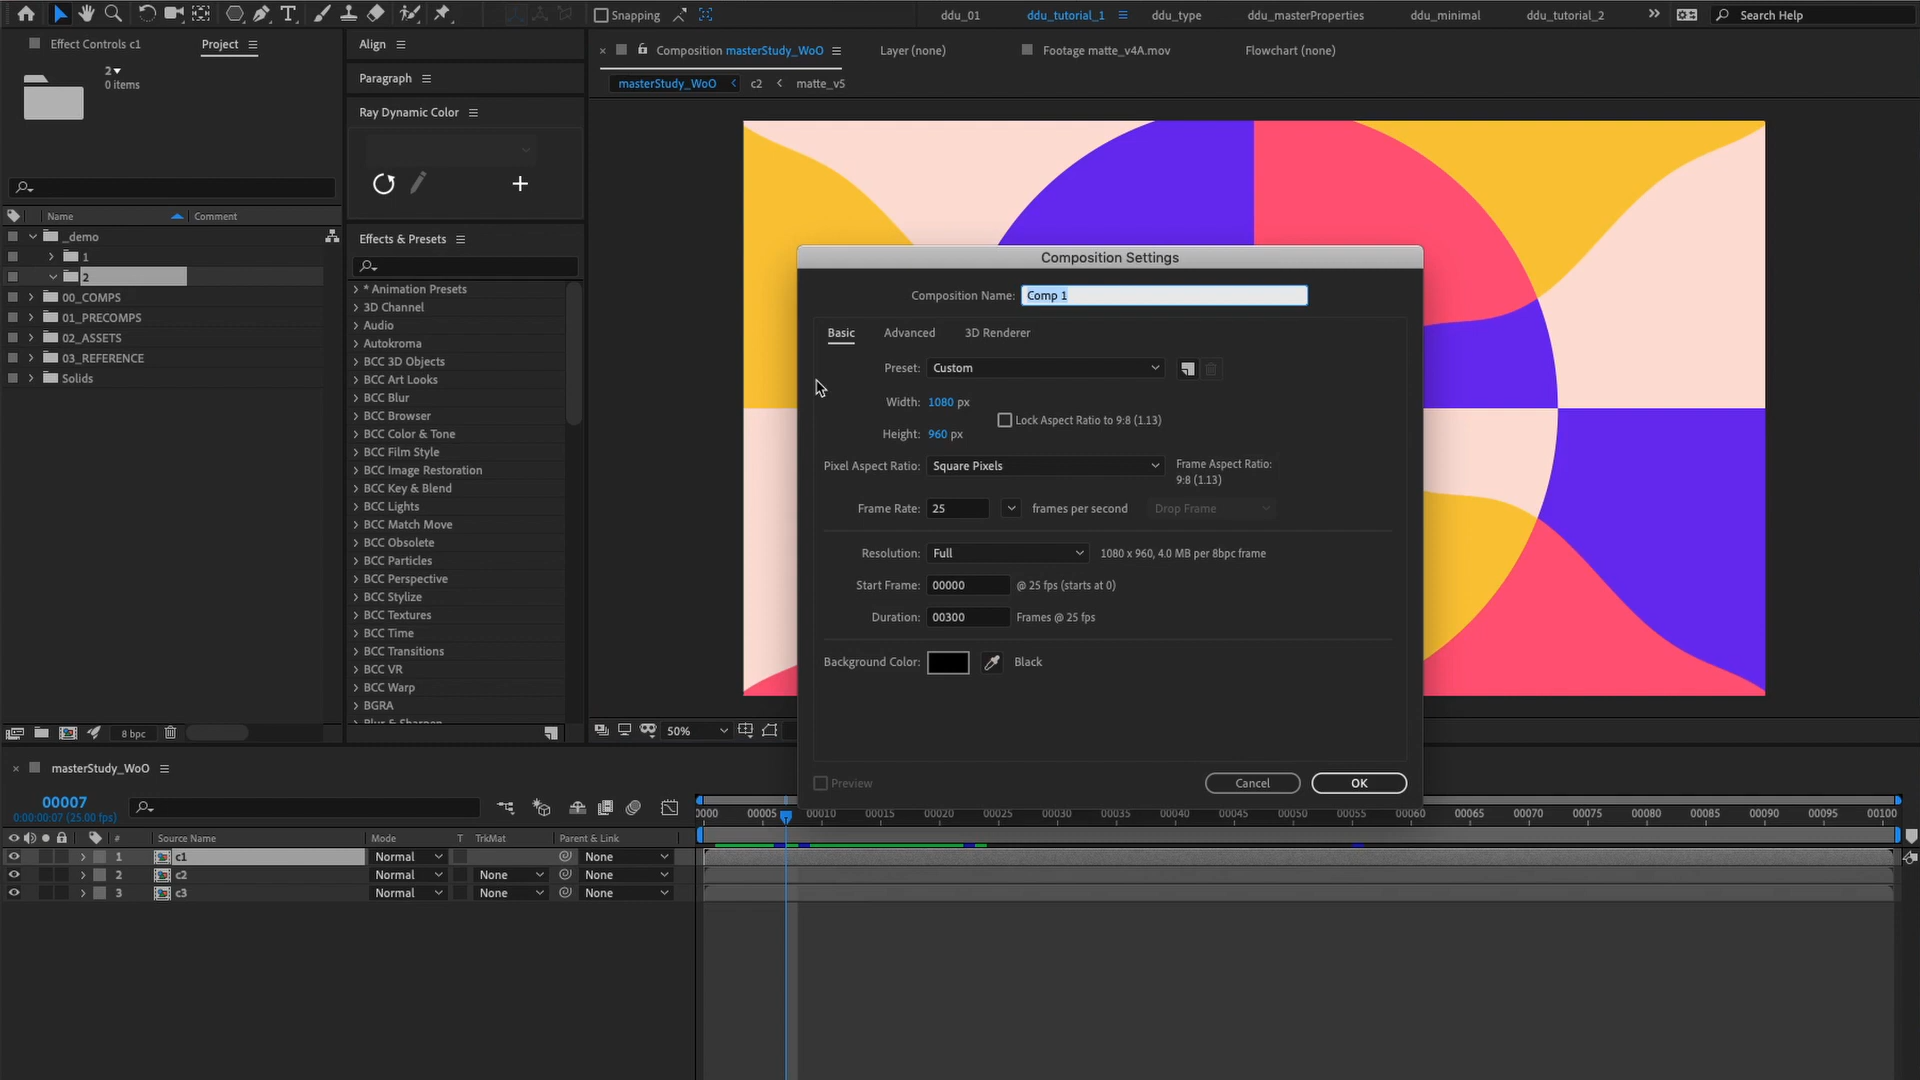 Snapping
ddu_01
ddu_tutorial_1
ddu_type
ddu_masterProperties
ddu_minimal
ddu_tutorial_2
Search Help
Effect Controls c1
Project
2
0 items
Name
Comment
_demo
1
2
00_COMPS
01_PRECOMPS
02_ASSETS
03_REFERENCE
Solids
8 bpc
Align
Paragraph
Ray Dynamic Color
Effects & Presets
* Animation Presets
3D Channel
Audio
Autokroma
BCC 3D Objects
BCC Art Looks
BCC Blur
BCC Browser
BCC Color & Tone
BCC Film Style
BCC Image Restoration
BCC Key & Blend
BCC Lights
BCC Match Move
BCC Obsolete
BCC Particles
BCC Perspective
BCC Stylize
BCC Textures
BCC Time
BCC Transitions
BCC VR
BCC Warp
BGRA
Composition masterStudy_WoO
Layer (none)
Footage matte_v4A.mov
Flowchart (none)
masterStudy_WoO
c2
matte_v5
50%
Composition Settings
Composition Name: Comp 1
Basic
Advanced
3D Renderer
Preset: Custom
Width: 1080 px
Lock Aspect Ratio to 9:8 (1.13)
Height: 960 px
Pixel Aspect Ratio: Square Pixels
Frame Aspect Ratio:
9:8 (1.13)
Frame Rate: 25 frames per second Drop Frame
Resolution: Full 1080 x 960, 4.0 MB per 8bpc frame
Start Frame: 00000 @ 25 fps (starts at 0)
Duration: 00300 Frames @ 25 fps
Background Color: Black
Preview
Cancel
OK
masterStudy_WoO
00007
0:00:00:07 (25.00 fps)
0000 00005 00010 00015 00020 00025 00030 00035 00040 00045 00050 00055 00060 00065 00070 00075 00080 00085 00090 00095 00100
# Source Name Mode T TrkMat Parent & Link
1 c1 Normal None
2 c2 Normal None None
3 c3 Normal None None